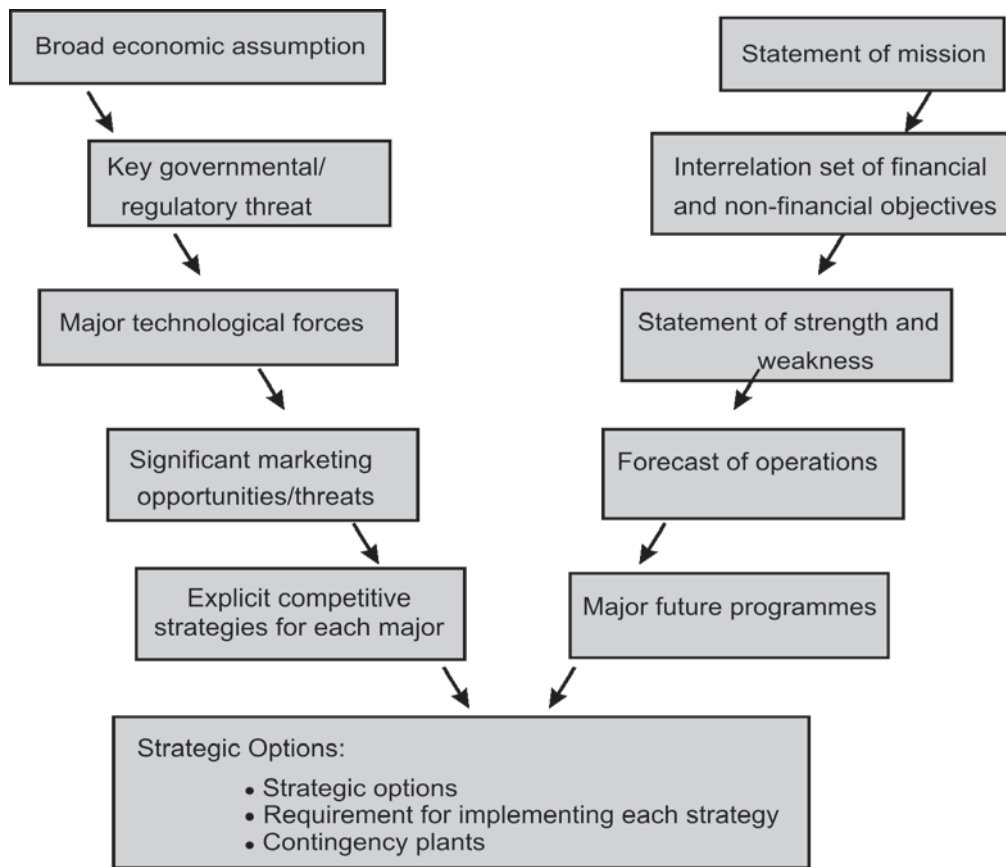 Broad economic assumption
Key governmental/
regulatory threat
Major technological forces
Significant marketing
opportunities/threats
Explicit competitive
strategies for each major
Statement of mission
Interrelation set of financial
and non-financial objectives
Statement of strength and
weakness
Forecast of operations
Major future programmes
Strategic Options:
• Strategic options
• Requirement for implementing each strategy
• Contingency plants